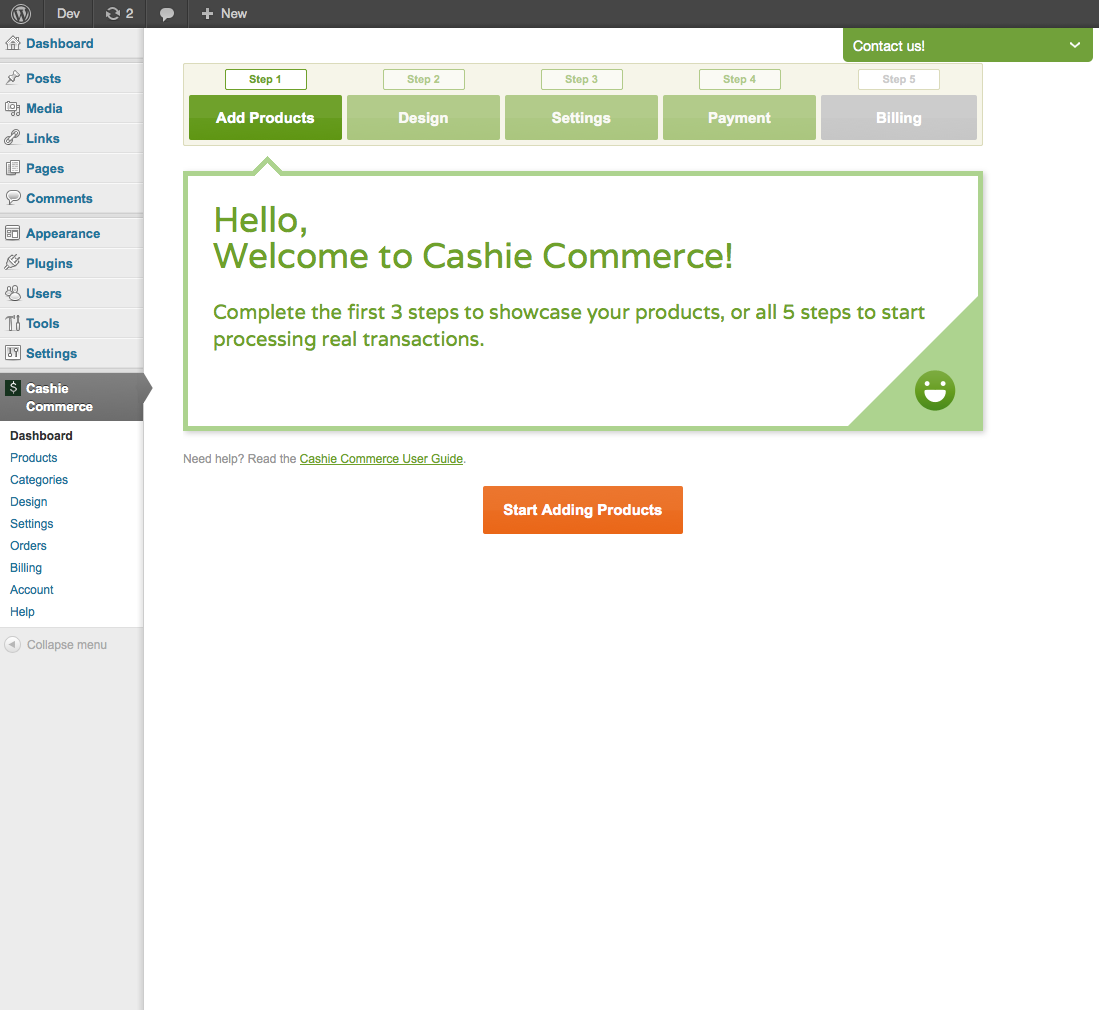 Dev 2 New
Contact us!
Dashboard
Posts
Media
Links
Pages
Comments
Appearance
Plugins
Users
Tools
Settings
$ Cashie
Commerce
Dashboard
Products
Categories
Design
Settings
Orders
Billing
Account
Help
Collapse menu
Step 1 Step 2 Step 3 Step 4 Step 5
Add Products Design Settings Payment Billing
Hello,
Welcome to Cashie Commerce!
Complete the first 3 steps to showcase your products, or all 5 steps to start
processing real transactions.
Need help? Read the Cashie Commerce User Guide.
Start Adding Products